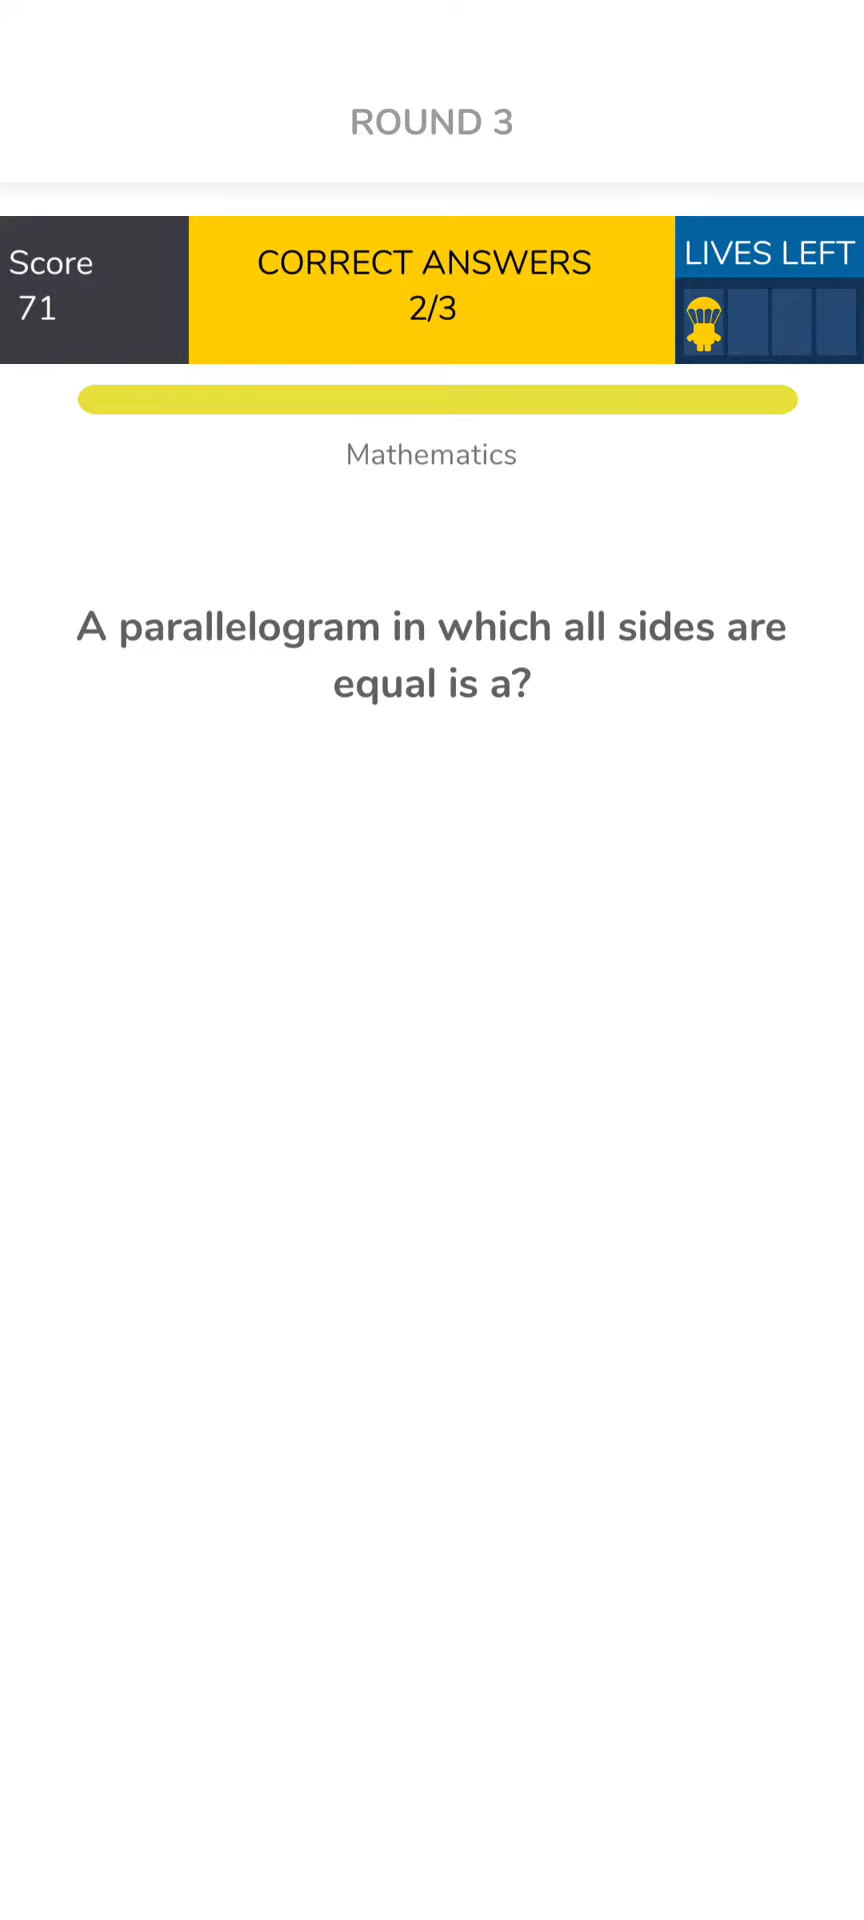 ROUND 3
Score
71
CORRECT ANSWERS
2/3
LIVES LEFT
Mathematics
A parallelogram in which all sides are
equal is a?